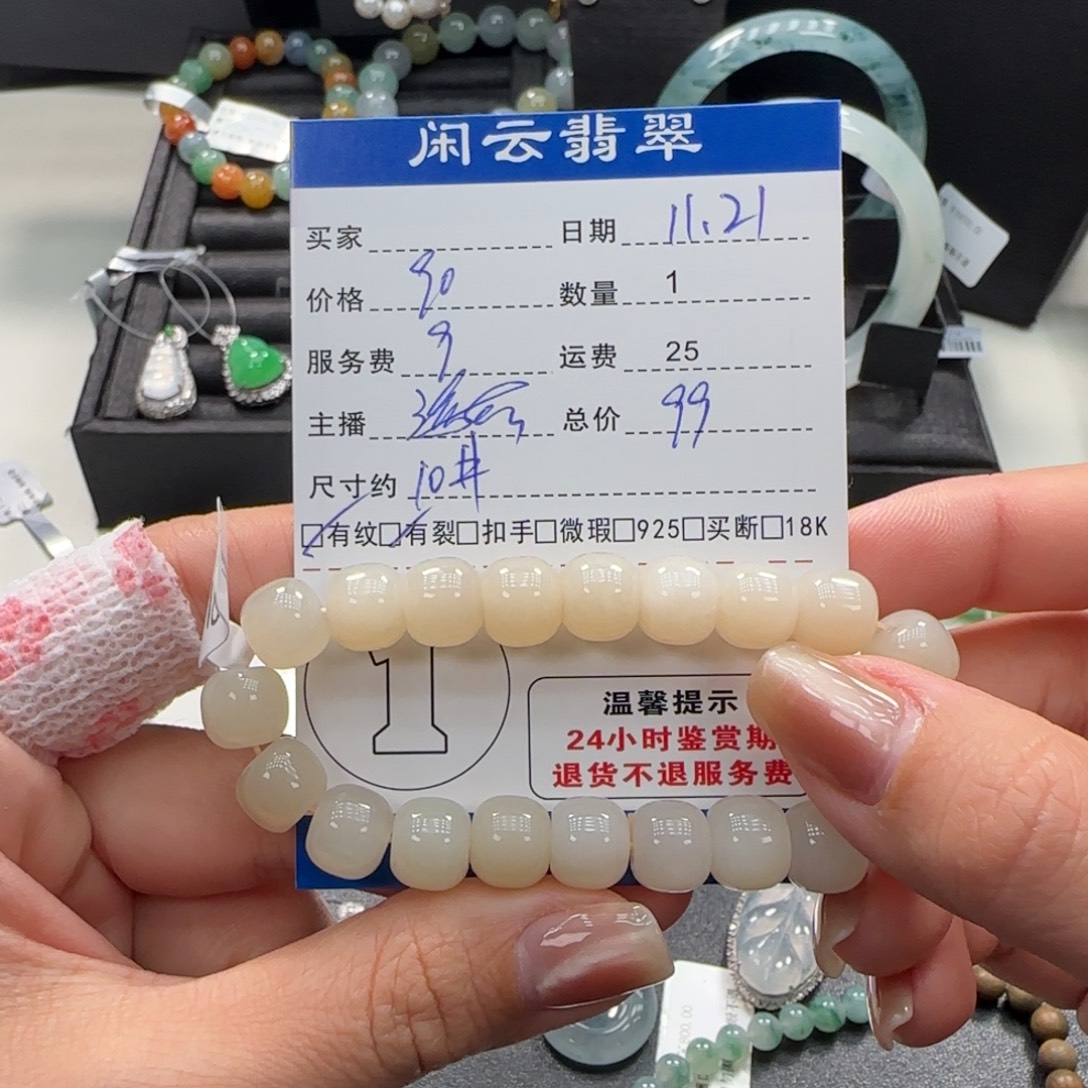 闲云翡翠
买家 日期 11.21
价格 90 数量 1
服务费 9 运费 25
主播 总价 99
尺寸约 10#
☑有纹☑有裂□扣手□微瑕□925□买断□18K
1
温馨提示
24小时鉴赏期
退货不退服务费